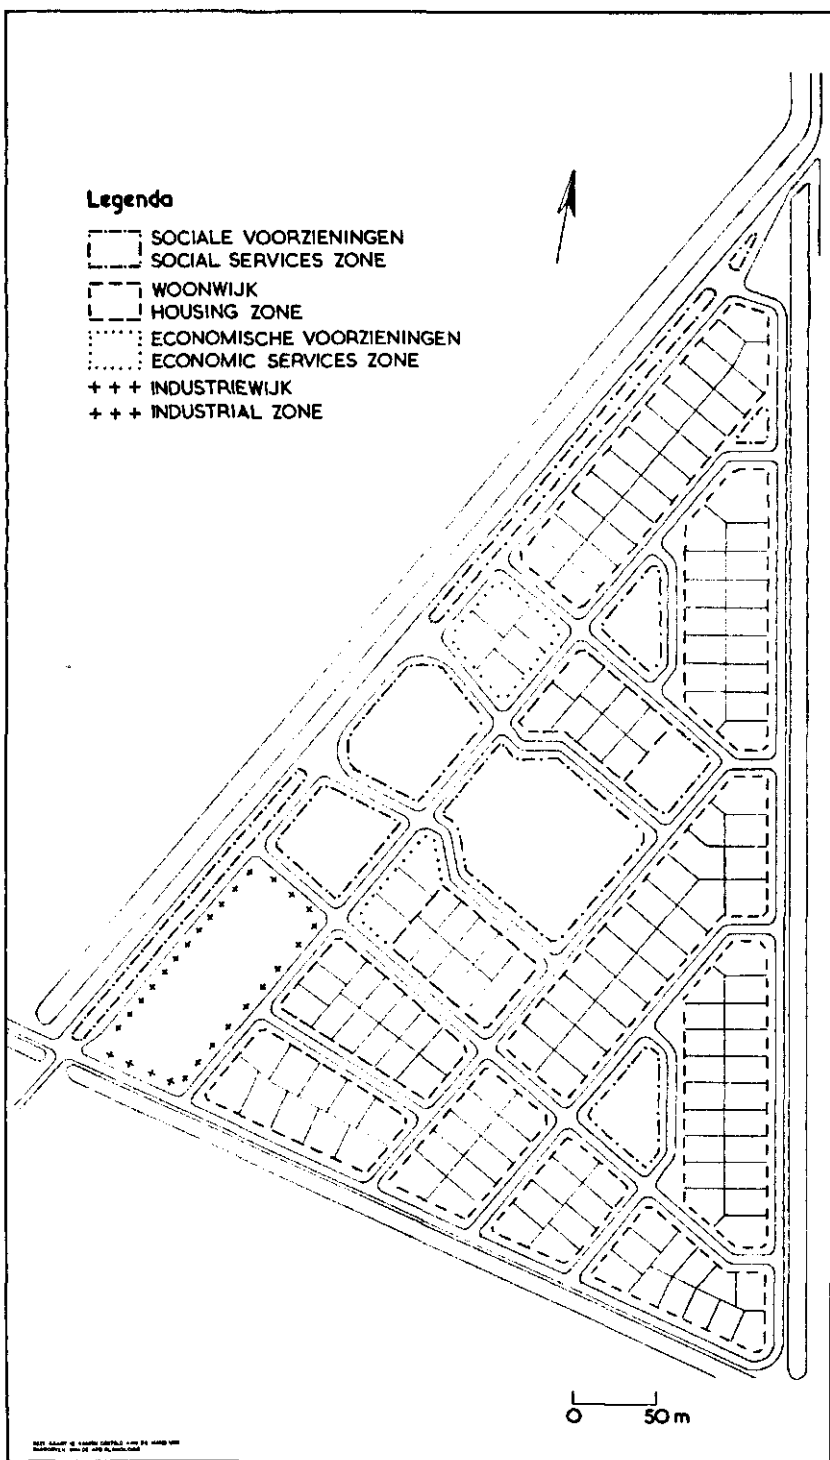 Legenda
SOCIALE VOORZIENINGEN
SOCIAL SERVICES ZONE
WOONWIJK
HOUSING ZONE
ECONOMISCHE VOORZIENINGEN
ECONOMIC SERVICES ZONE
+ + + INDUSTRIEWIJK
+ + + INDUSTRIAL ZONE
0 50 m